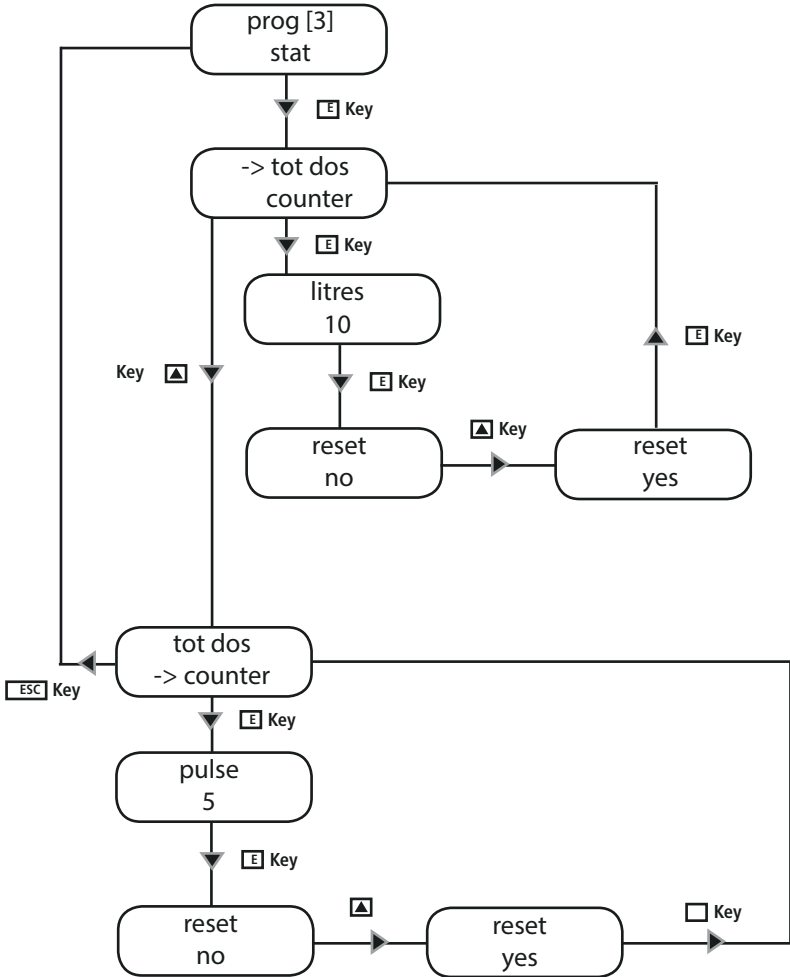 prog [3]
stat
E Key
-> tot dos
counter
E Key
litres
10
E Key
Key
E Key
Key
reset
no
reset
yes
tot dos
-> counter
ESC Key
E Key
pulse
5
E Key
Key
reset
no
reset
yes